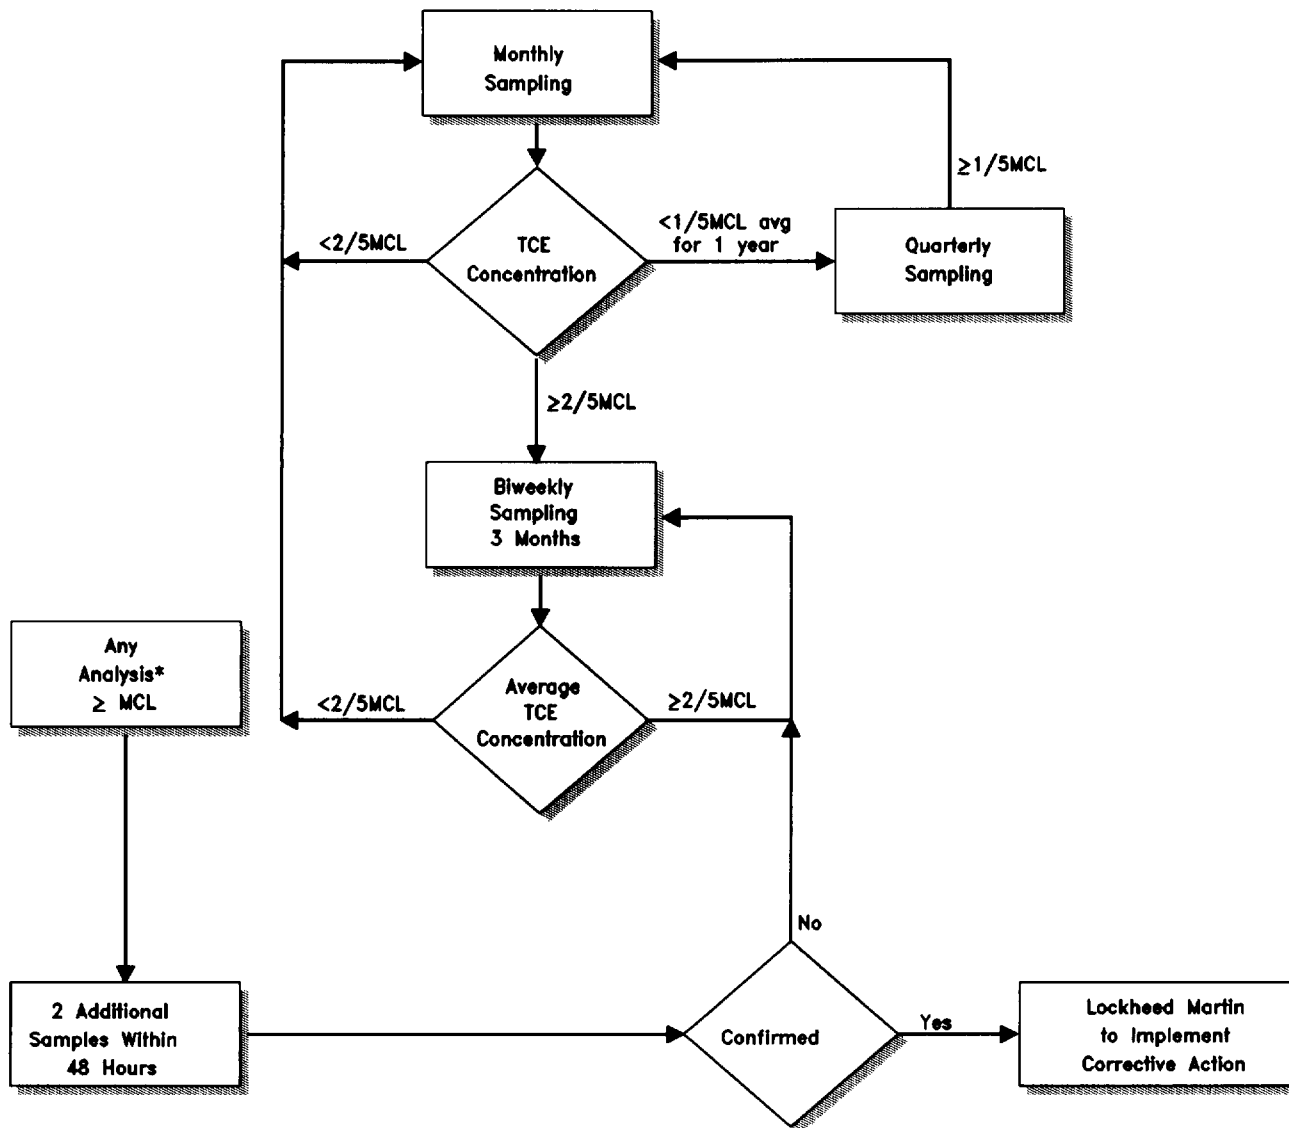 Monthly
Sampling
≥1/5MCL
<2/5MCL
TCE
Concentration
<1/5MCL avg
for 1 year
Quarterly
Sampling
≥2/5MCL
Biweekly
Sampling
3 Months
Any
Analysis*
≥ MCL
<2/5MCL
Average
TCE
Concentration
≥2/5MCL
No
2 Additional
Samples Within
48 Hours
Confirmed
Yes
Lockheed Martin
to Implement
Corrective Action